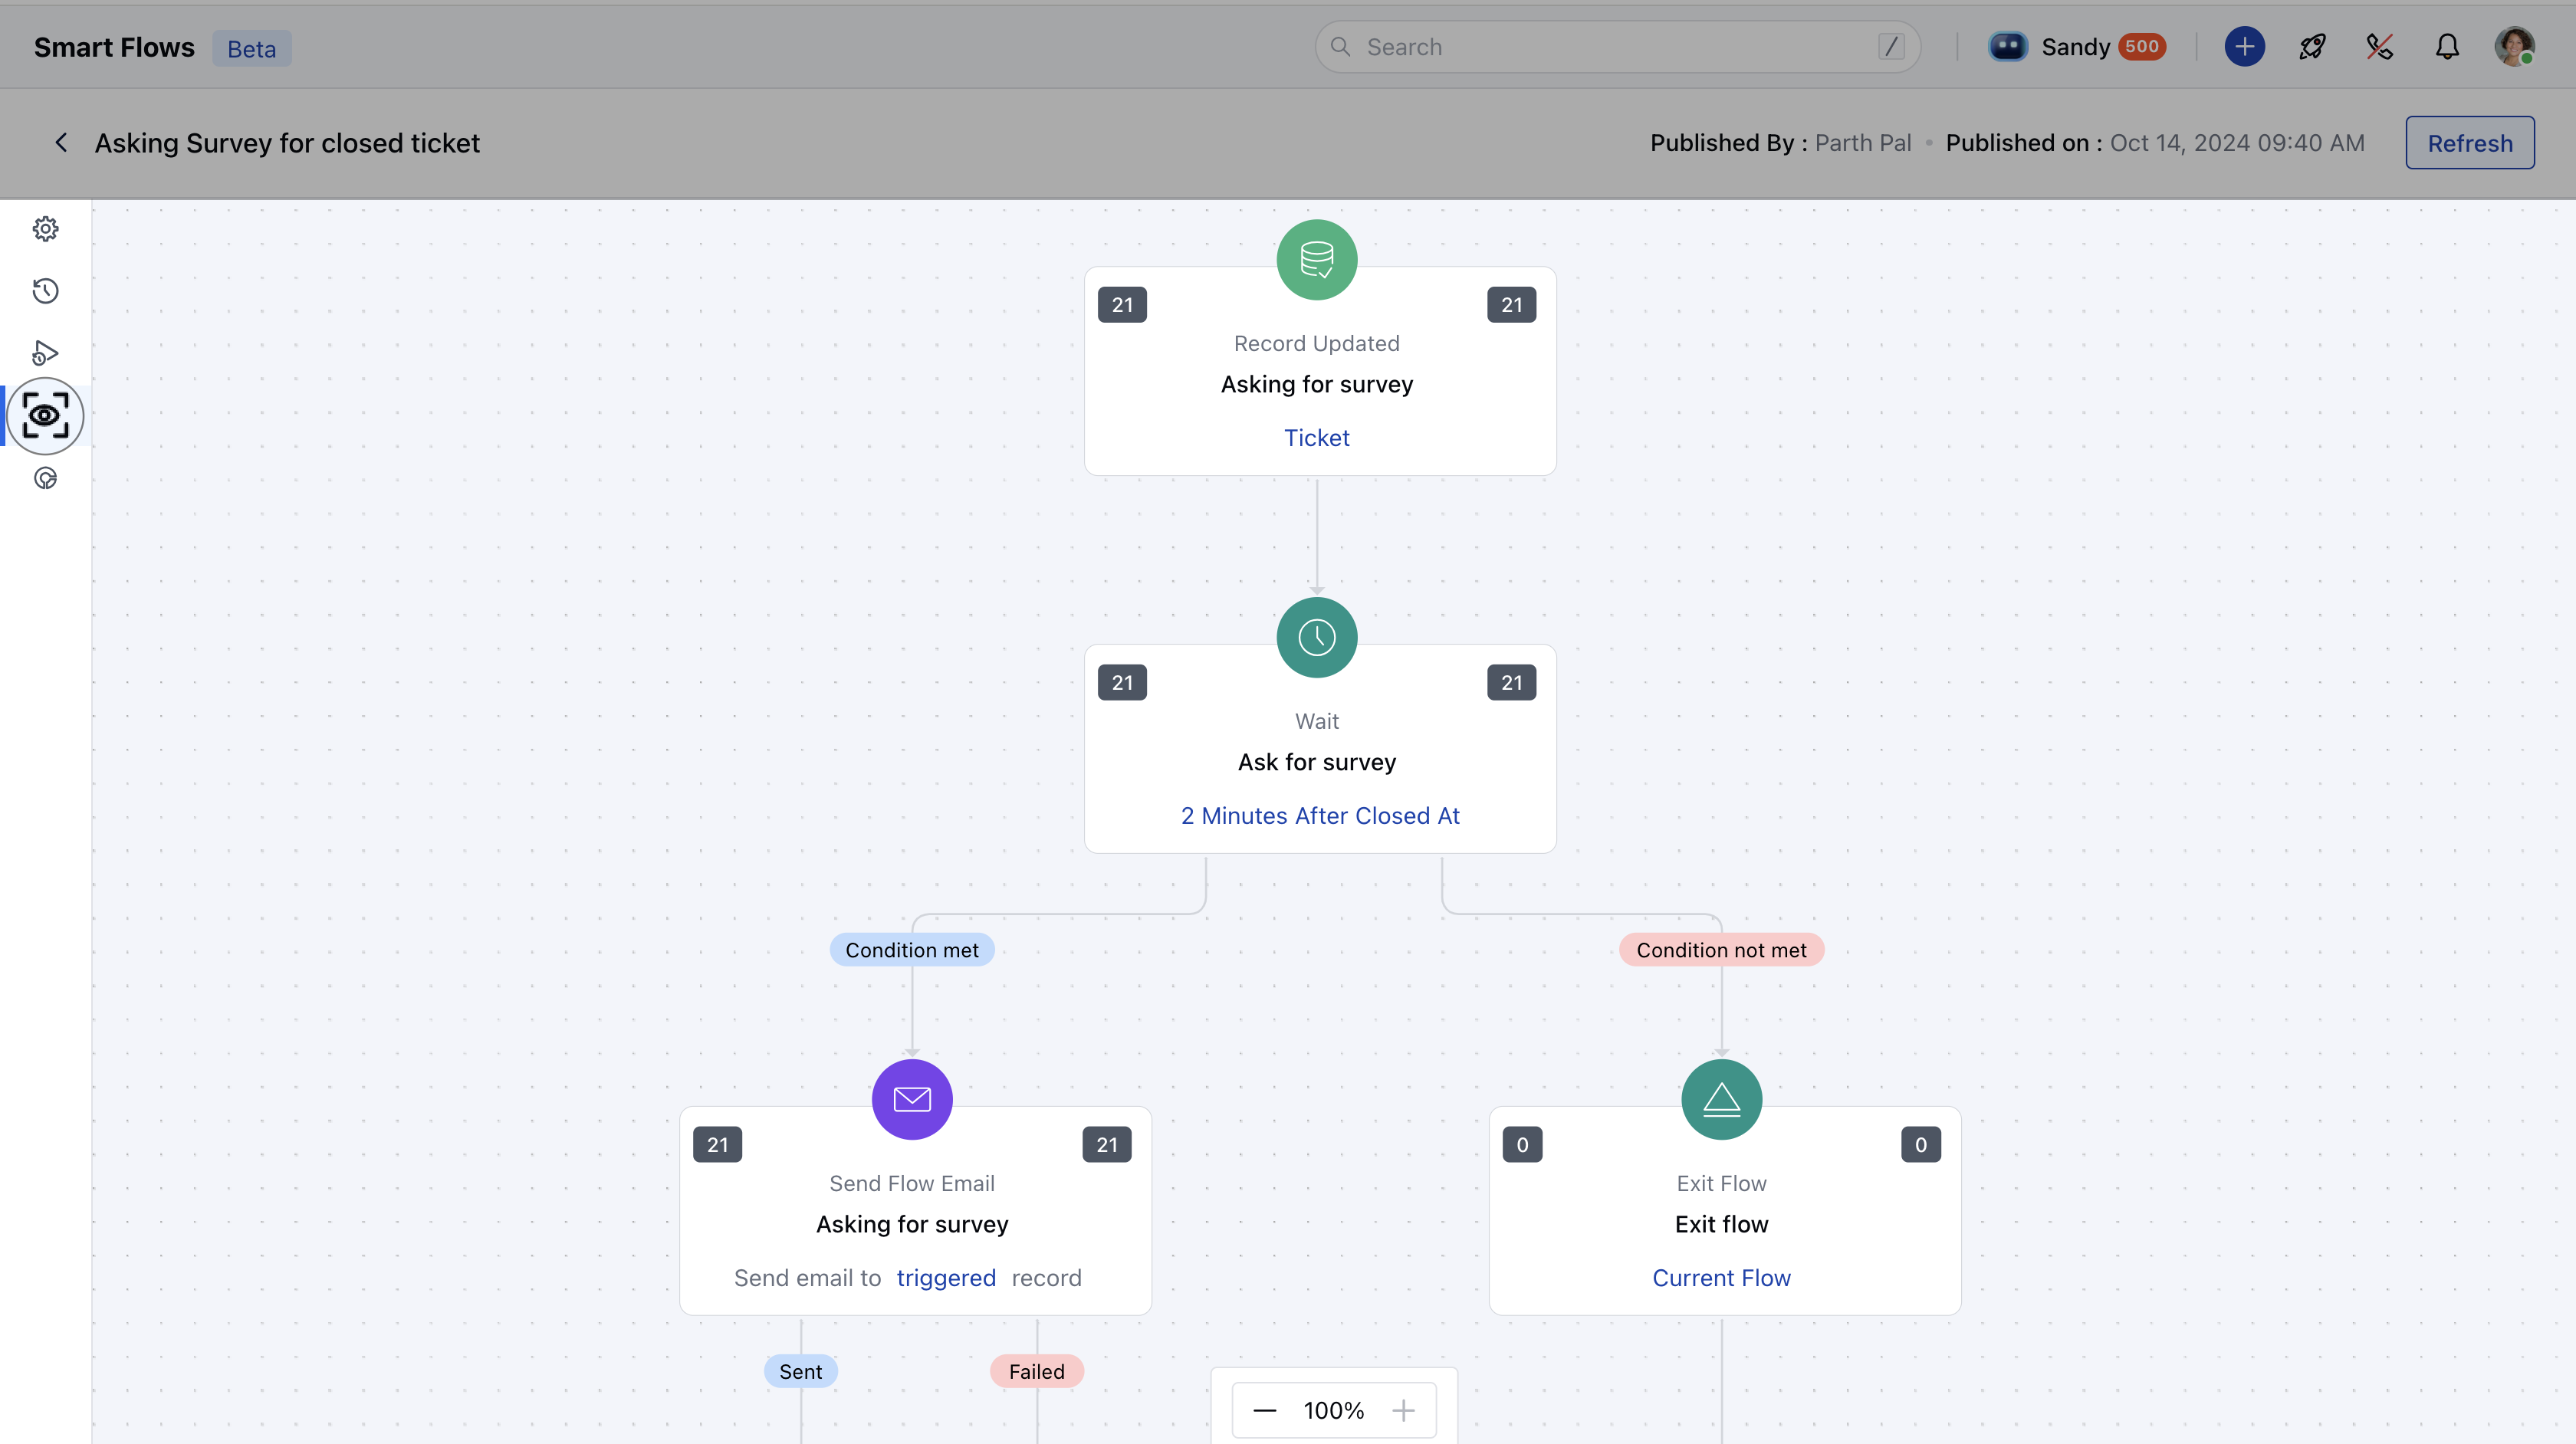 Smart Flows Beta
Search /
Sandy 500
Asking Survey for closed ticket
Published By : Parth Pal • Published on : Oct 14, 2024 09:40 AM
Refresh
21 21
Record Updated
Asking for survey
Ticket
21 21
Wait
Ask for survey
2 Minutes After Closed At
Condition met
Condition not met
21 21
Send Flow Email
Asking for survey
Send email to triggered record
0 0
Exit Flow
Exit flow
Current Flow
Sent
Failed
100%